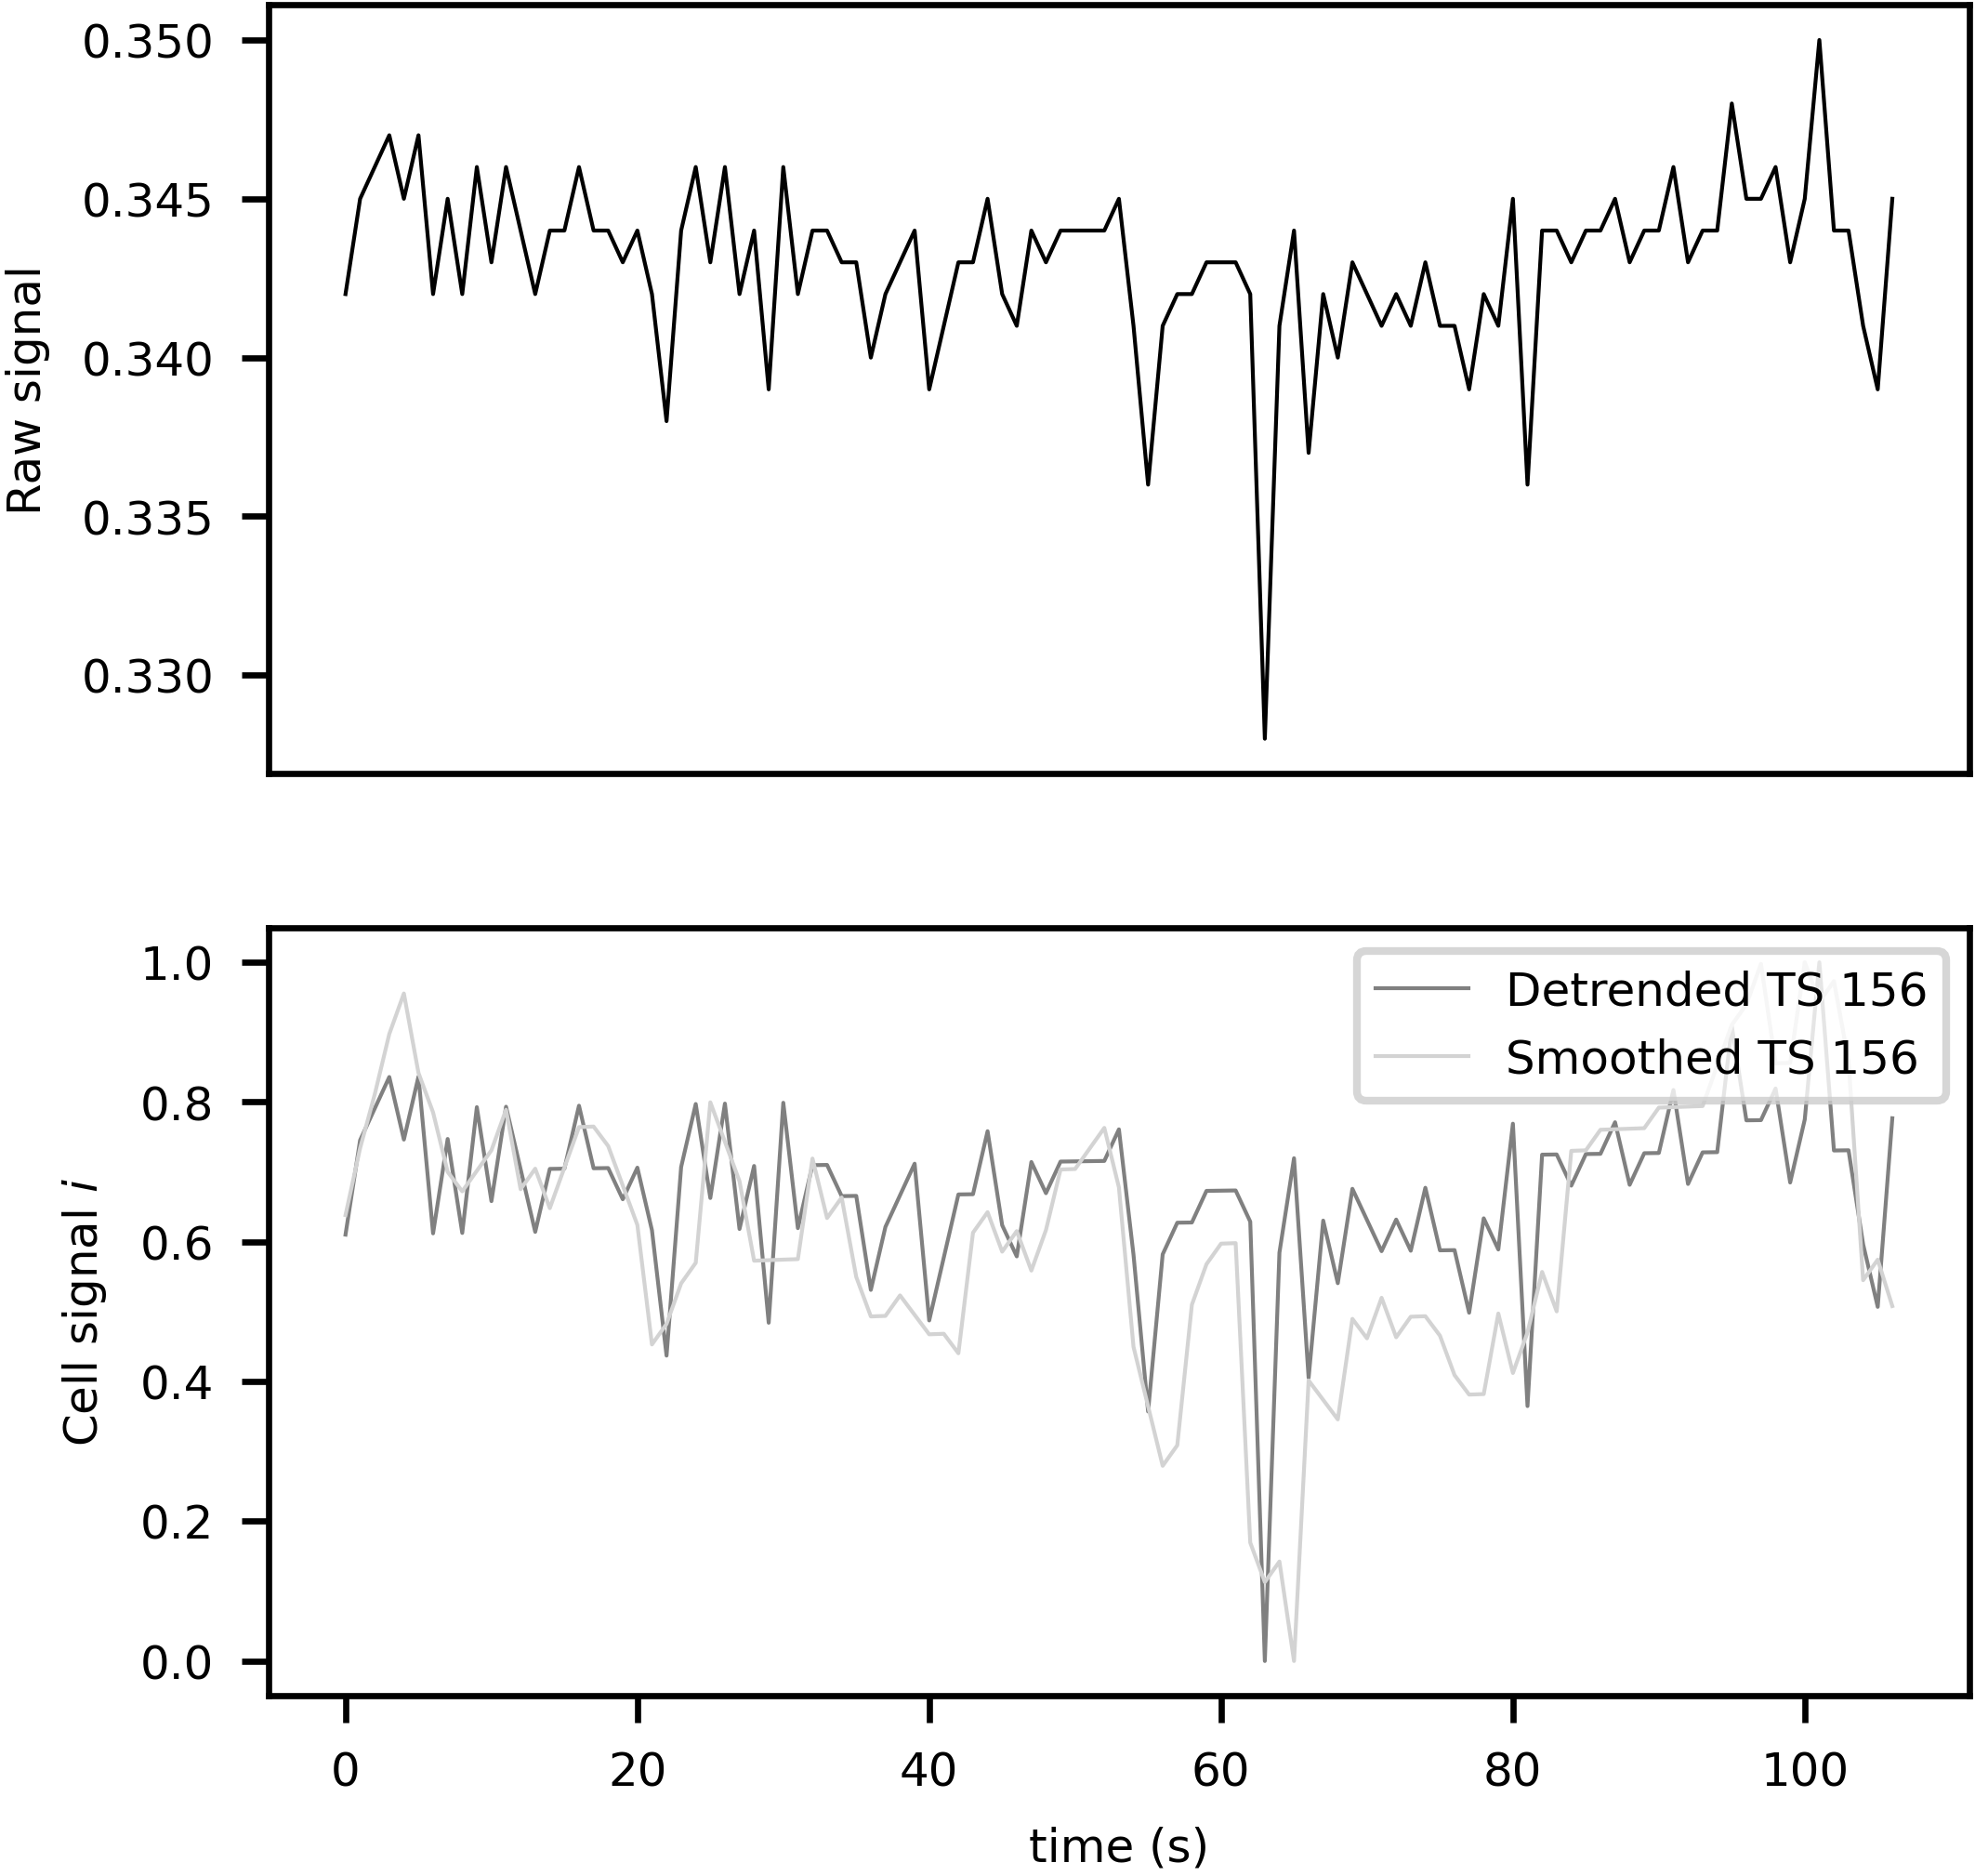 0.350
0.345
0.340
0.335
0.330
Raw signal
1.0
0.8
0.6
0.4
0.2
0.0
Cell signal i
Detrended TS 156
Smoothed TS 156
0 20 40 60 80 100
time (s)